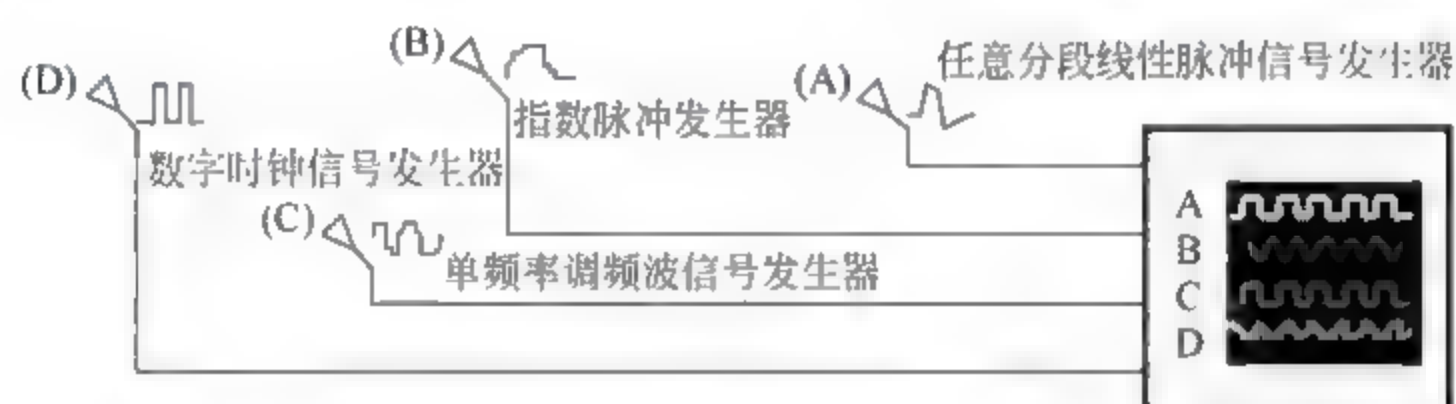 (B)
(D)
(A)
任意分段线性脉冲信号发生器
指数脉冲发生器
数字时钟信号发生器
(C)
单频率调频波信号发生器
A
B
C
D